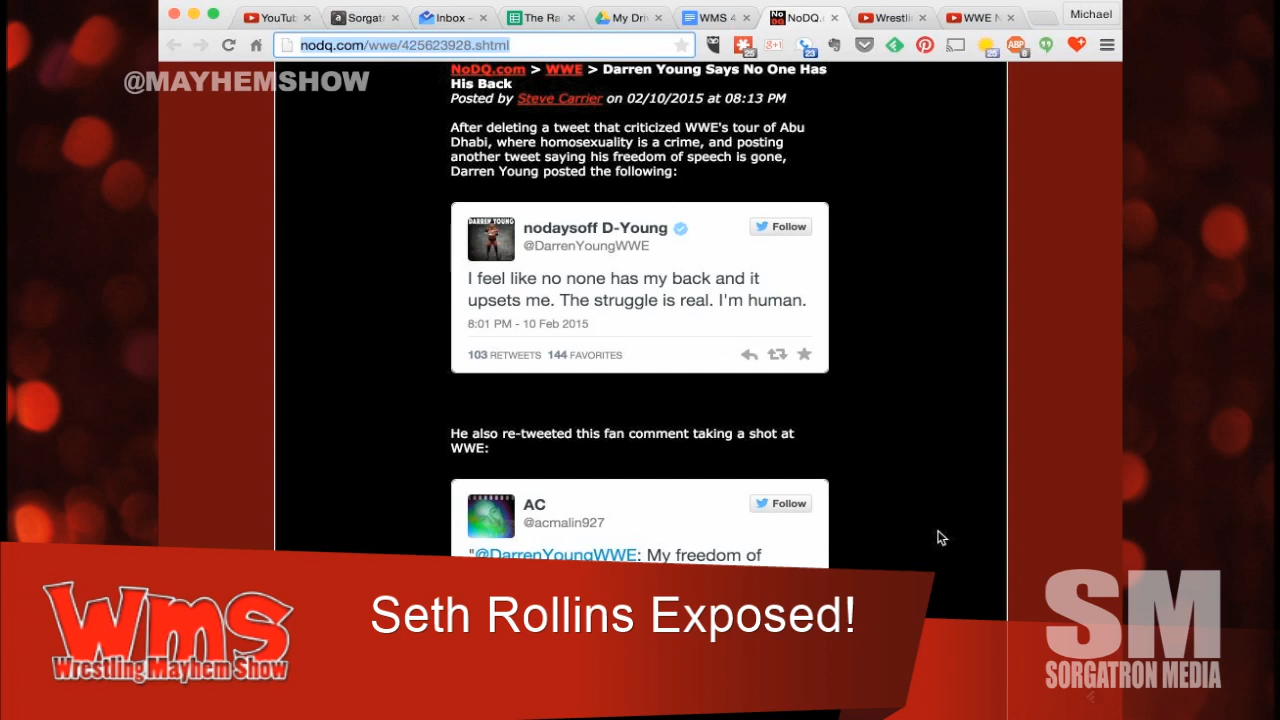 YouTub
Sorgat
Inbox -
The Ra
My Driv
WMS 4
NoDQ.c
Wrestli
WWE N
Michael
nodq.com/wwe/425623928.shtml
@MAYHEMSHOW
NoDQ.com > WWE > Darren Young Says No One Has
His Back
Posted by Steve Carrier on 02/10/2015 at 08:13 PM
After deleting a tweet that criticized WWE's tour of Abu
Dhabi, where homosexuality is a crime, and posting
another tweet saying his freedom of speech is gone,
Darren Young posted the following:
DARREN YOUNG
nodaysoff D-Young
Follow
@DarrenYoungWWE
I feel like no none has my back and it
upsets me. The struggle is real. I'm human.
8:01 PM - 10 Feb 2015
103 RETWEETS 144 FAVORITES
He also re-tweeted this fan comment taking a shot at
WWE:
AC
Follow
@acmalin927
"@DarrenYoungWWE: My freedom of
Seth Rollins Exposed!
WMS
Wrestling Mayhem Show
SM
SORGATRON MEDIA